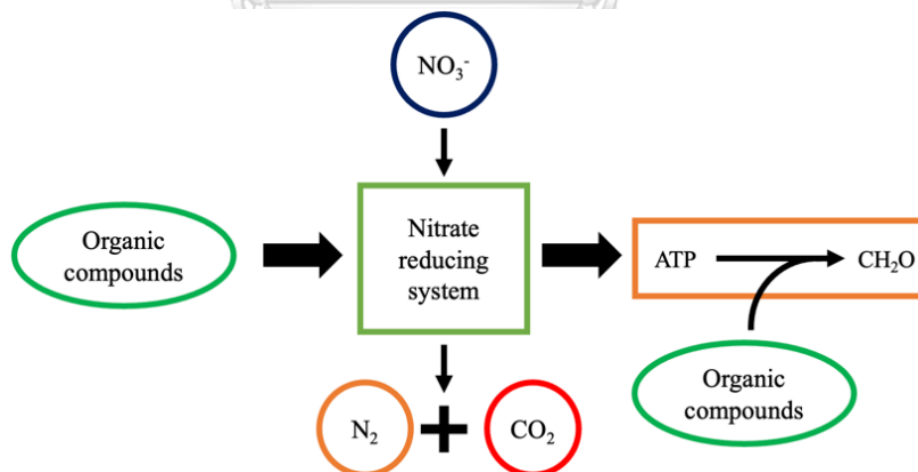 NO₃⁻
Organic
compounds
Nitrate
reducing
system
ATP
CH₂O
N₂
+
CO₂
Organic
compounds